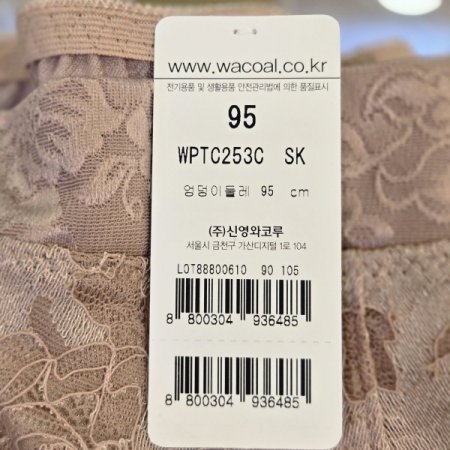 www.wacoal.co.kr
전기용품 및 생활용품 안전관리법에 의한 품질표시
95
WPTC253C SK
엉덩이둘레 95 cm
(주)신영와코루
서울시 금천구 가산디지털 1로 104
LOT88800610 90 105
8 800304 936485
8 800304 936485